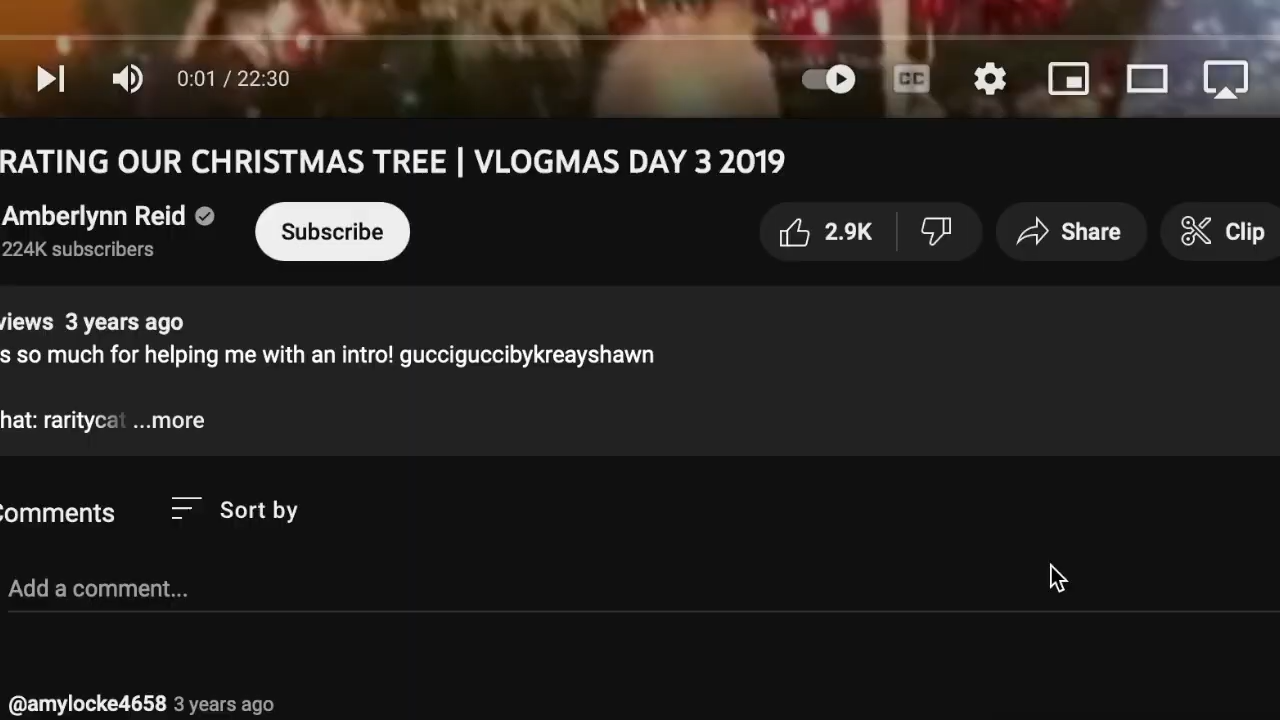 0:01 / 22:30
CC
RATING OUR CHRISTMAS TREE | VLOGMAS DAY 3 2019
Amberlynn Reid
224K subscribers
Subscribe
2.9K
Share
Clip
views 3 years ago
s so much for helping me with an intro! gucciguccibykreayshawn
hat: raritycat ...more
Comments
Sort by
Add a comment...
@amylocke4658 3 years ago